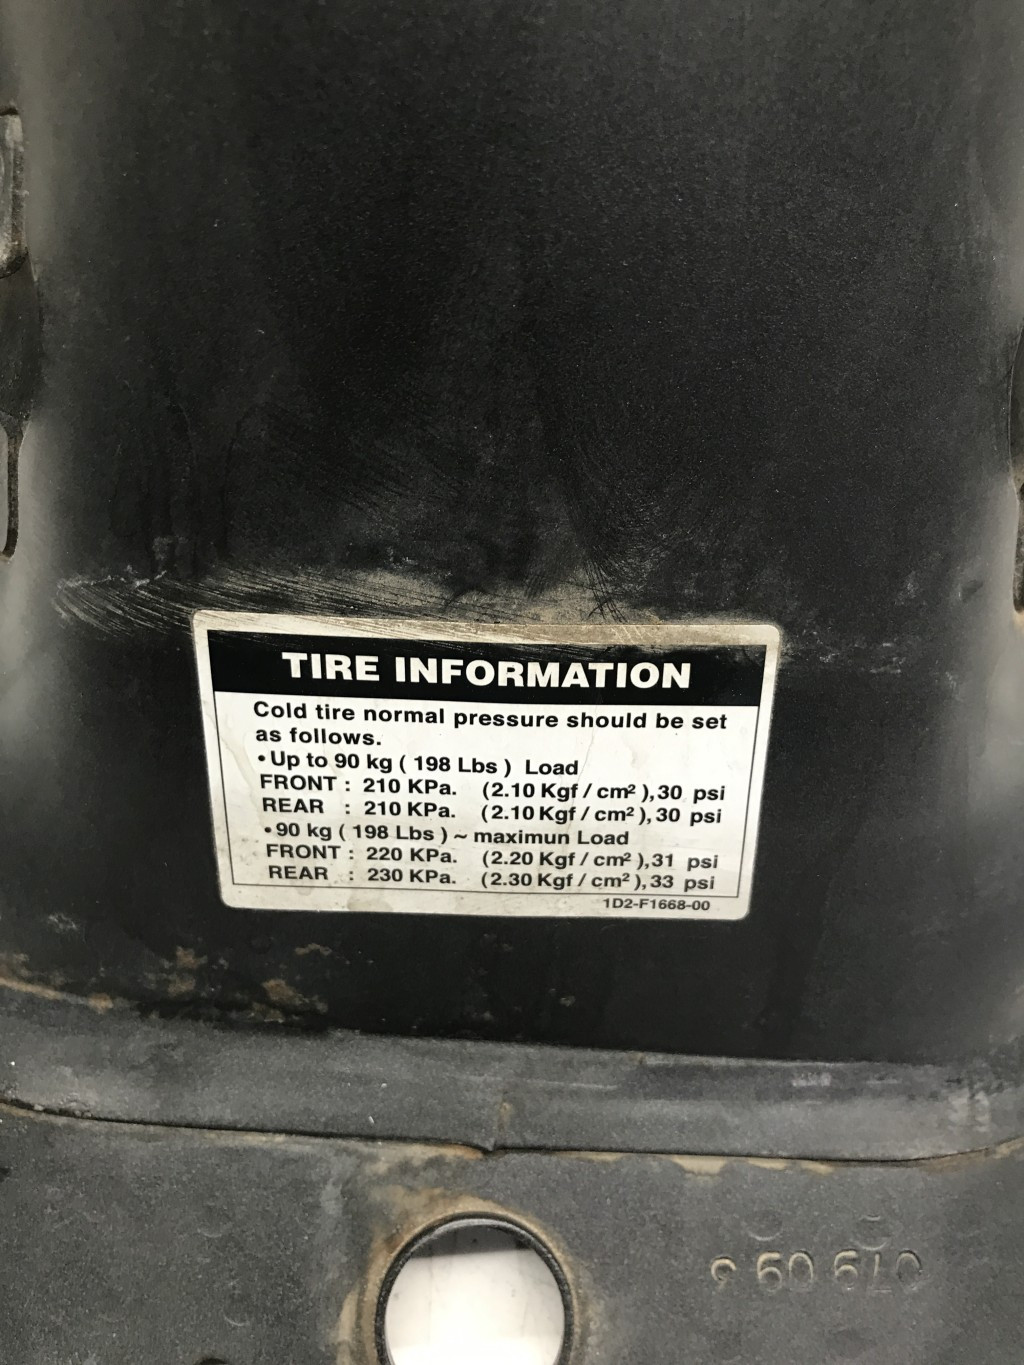 TIRE INFORMATION
Cold tire normal pressure should be set
as follows.
•Up to 90 kg ( 198 Lbs ) Load
FRONT : 210 KPa. (2.10 Kgf / cm² ), 30 psi
REAR : 210 KPa. (2.10 Kgf / cm² ), 30 psi
•90 kg ( 198 Lbs ) ~ maximun Load
FRONT : 220 KPa. (2.20 Kgf / cm² ), 31 psi
REAR : 230 KPa. (2.30 Kgf / cm² ), 33 psi
1D2-F1668-00